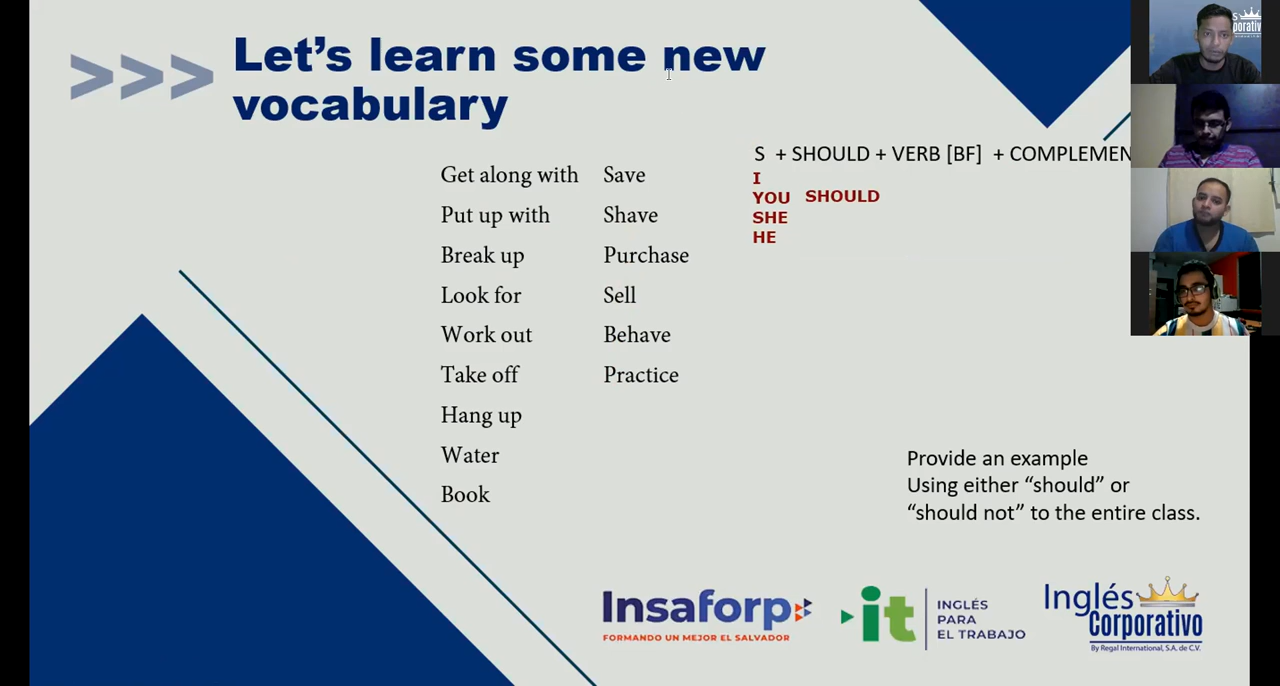 >>> Let's learn some new
vocabulary
Get along with
Put up with
Break up
Look for
Work out
Take off
Hang up
Water
Book
Save
Shave
Purchase
Sell
Behave
Practice
S + SHOULD + VERB [BF] + COMPLEMEN
I
YOU SHOULD
SHE
HE
Provide an example
Using either “should” or
“should not” to the entire class.
Insaforp
FORMANDO UN MEJOR EL SALVADOR
it
INGLÉS
PARA
EL TRABAJO
Inglés
Corporativo
By Regal International, S.A. de C.V.